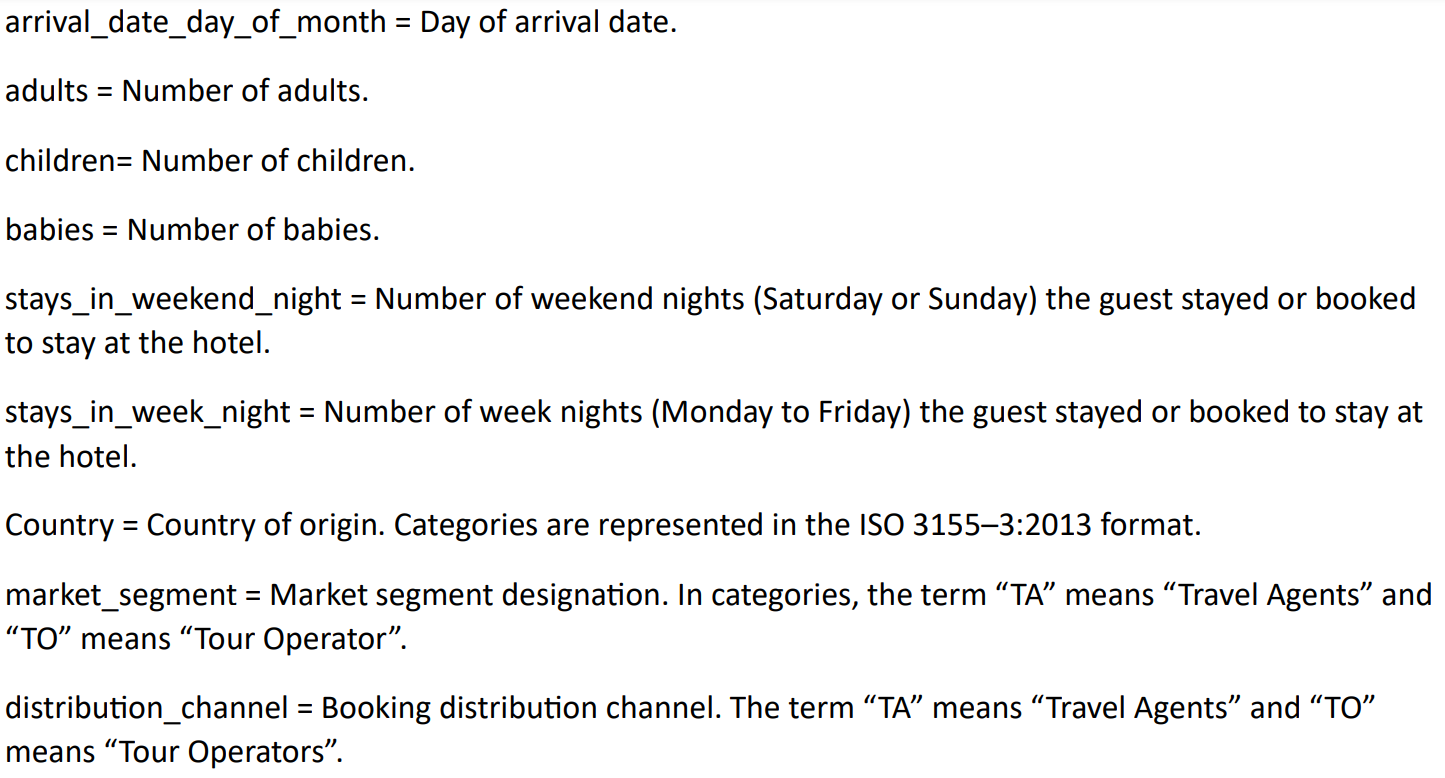 arrival_date_day_of_month = Day of arrival date.
adults = Number of adults.
children= Number of children.
babies = Number of babies.
stays_in_weekend_night = Number of weekend nights (Saturday or Sunday) the guest stayed or booked
to stay at the hotel.
stays_in_week_night = Number of week nights (Monday to Friday) the guest stayed or booked to stay at
the hotel.
Country = Country of origin. Categories are represented in the ISO 3155–3:2013 format.
market_segment = Market segment designation. In categories, the term “TA” means “Travel Agents” and
“TO” means “Tour Operator”.
distribution_channel = Booking distribution channel. The term “TA” means “Travel Agents” and “TO”
means “Tour Operators”.